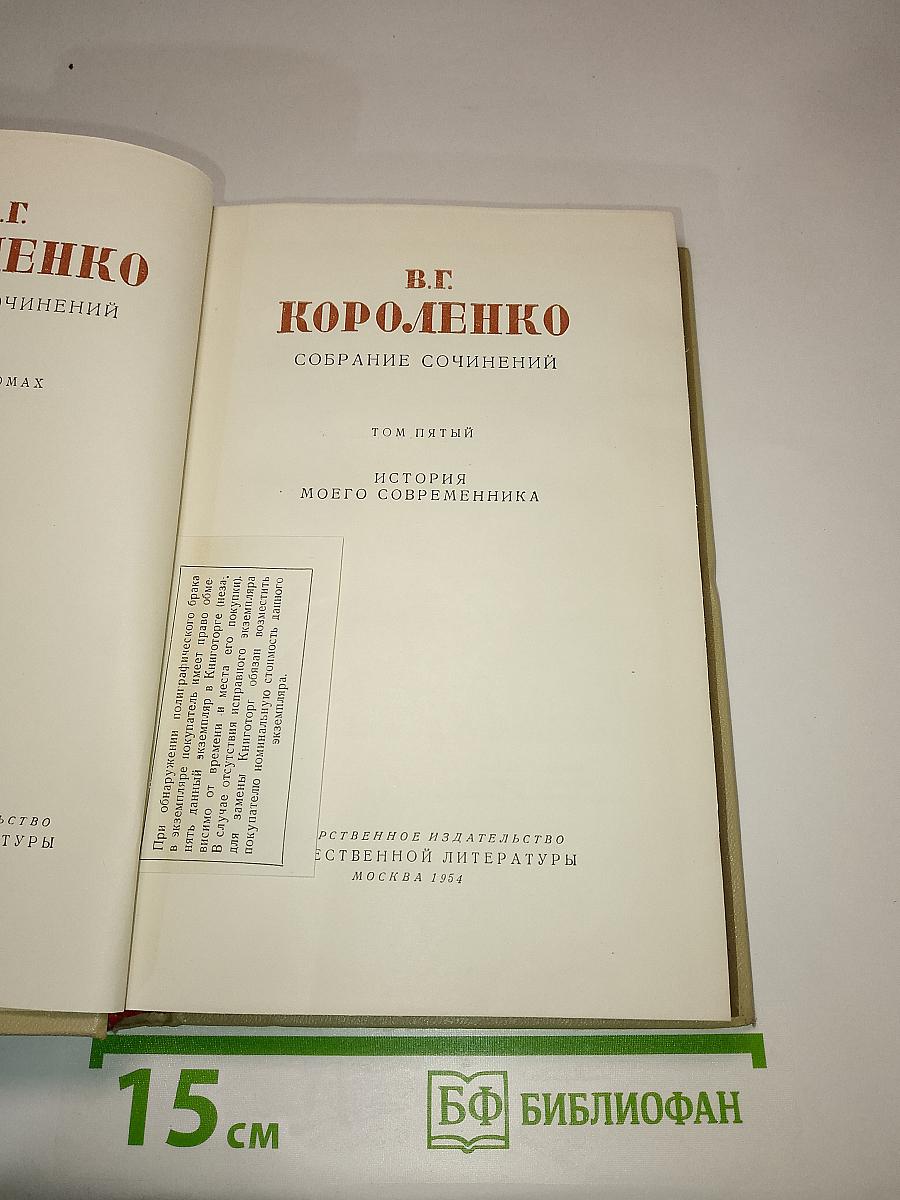 .Г.
ЛЕНКО
ОЧИНЕНИЙ
ОМАХ
ЬСТВО
ТУРЫ
В.Г.
КОРОЛЕНКО
СОБРАНИЕ СОЧИНЕНИЙ
ТОМ ПЯТЫЙ
ИСТОРИЯ
МОЕГО СОВРЕМЕННИКА
При обнаружении полиграфического брака
в экземпляре покупатель имеет право обме-
нять данный экземпляр в Книготорге (неза-
висимо от времени и места его покупки).
В случае отсутствия исправного экземпляра
для замены Книготорг обязан возместить
покупателю номинальную стоимость данного
экземпляра.
РСТВЕННОЕ ИЗДАТЕЛЬСТВО
ЕСТВЕННОЙ ЛИТЕРАТУРЫ
МОСКВА 1954
15 см
БФ БИБЛИОФАН